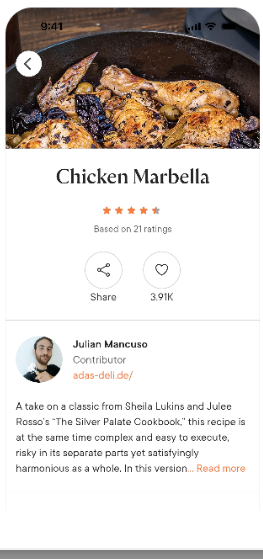 9:41
Chicken Marbella
Based on 21 ratings
Share
3.91K
Julian Mancuso
Contributor
adas-deli.de/
A take on a classic from Sheila Lukins and Julee
Rosso's "The Silver Palate Cookbook," this recipe is
at the same time complex and easy to execute,
risky in its separate parts yet satisfyingly
harmonious as a whole. In this version... Read more